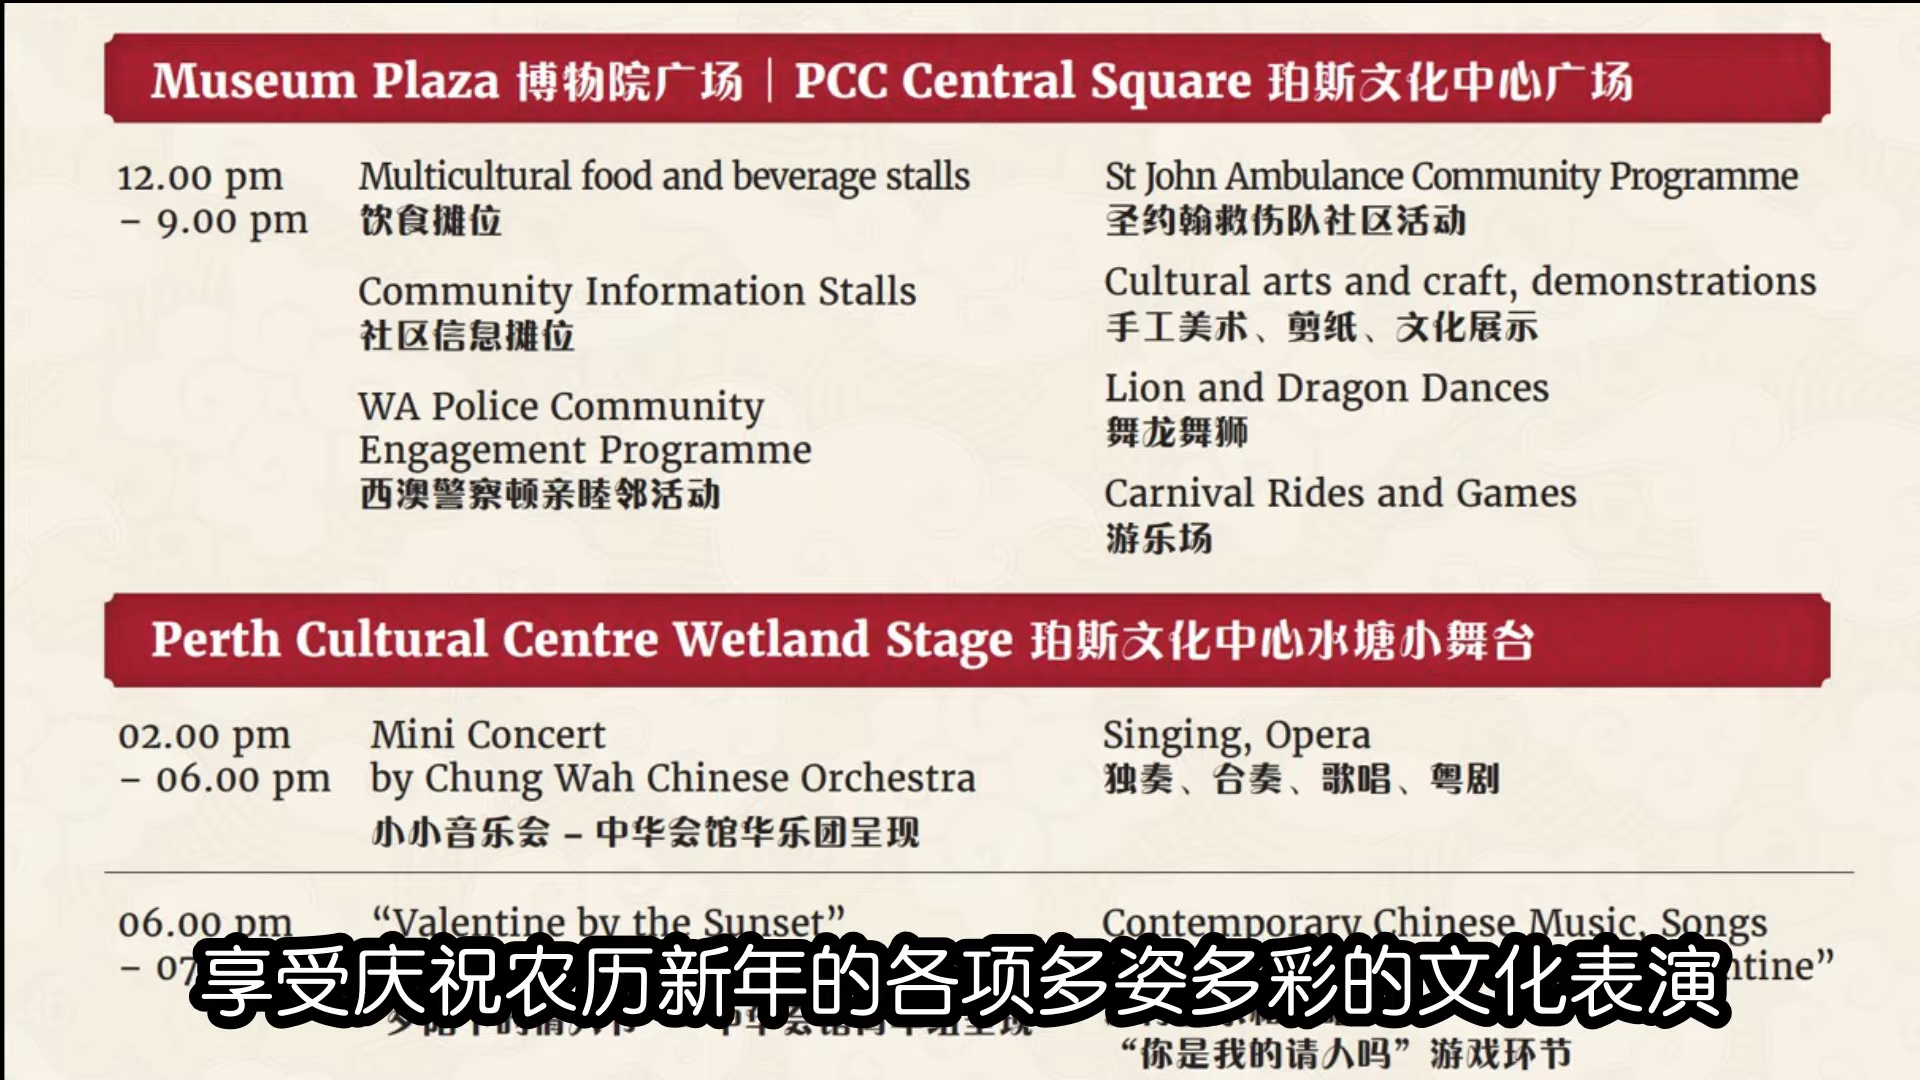 Museum Plaza 博物院广场 | PCC Central Square 珀斯文化中心广场
12.00 pm
– 9.00 pm
Multicultural food and beverage stalls
饮食摊位
Community Information Stalls
社区信息摊位
WA Police Community
Engagement Programme
西澳警察顿亲睦邻活动
St John Ambulance Community Programme
圣约翰救伤队社区活动
Cultural arts and craft, demonstrations
手工美术、剪纸、文化展示
Lion and Dragon Dances
舞龙舞狮
Carnival Rides and Games
游乐场
Perth Cultural Centre Wetland Stage 珀斯文化中心水塘小舞台
02.00 pm
– 06.00 pm
Mini Concert
by Chung Wah Chinese Orchestra
小小音乐会 – 中华会馆华乐团呈现
Singing, Opera
独奏、合奏、歌唱、粤剧
06.00 pm
“Valentine by the Sunset”
Contemporary Chinese Music, Songs
“你是我的请人吗” 游戏环节
享受庆祝农历新年的各项多姿多彩的文化表演